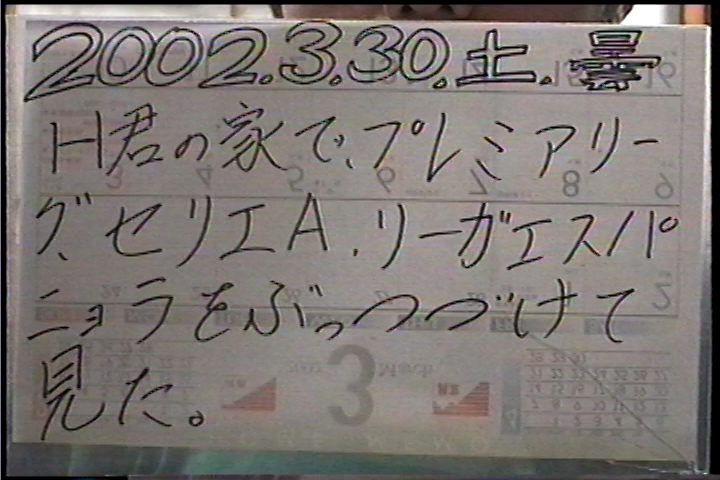 2002.3.30.土.曇
H君の家で、プレミアリー
グ、セリエA、リーガエスパ
ニョラをぶっつづけて
見た。
3
March